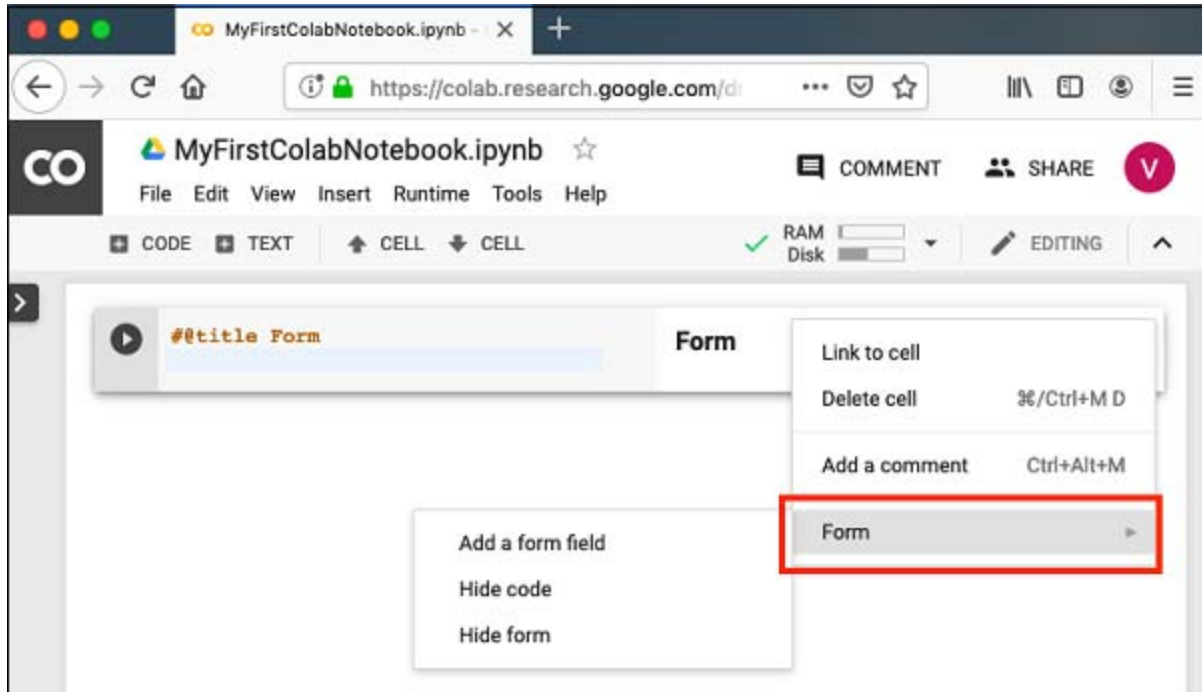 MyFirstColabNotebook.ipynb -
https://colab.research.google.com/d
CO MyFirstColabNotebook.ipynb
COMMENT SHARE V
File Edit View Insert Runtime Tools Help
CODE TEXT CELL CELL RAM Disk EDITING
#@title Form
Form
Link to cell
Delete cell ⌘/Ctrl+M D
Add a comment Ctrl+Alt+M
Form
Add a form field
Hide code
Hide form